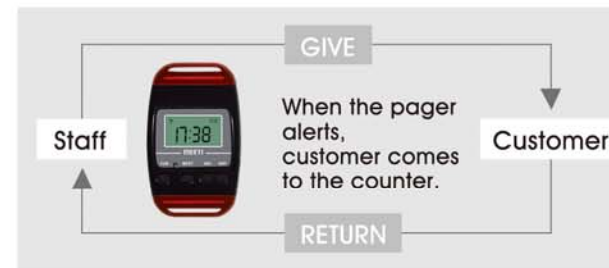 GIVE
Staff
17:38
When the pager
alerts,
customer comes
to the counter.
Customer
RETURN